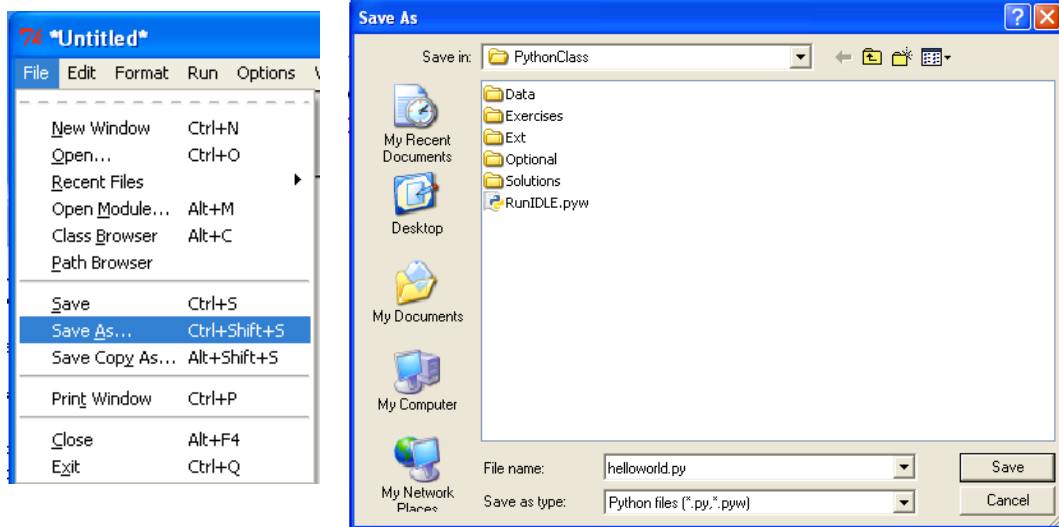 *Untitled*
File Edit Format Run Options
New Window Ctrl+N
Open... Ctrl+O
Recent Files
Open Module... Alt+M
Class Browser Alt+C
Path Browser
Save Ctrl+S
Save As... Ctrl+Shift+S
Save Copy As... Alt+Shift+S
Print Window Ctrl+P
Close Alt+F4
Exit Ctrl+Q
Save As
Save in: PythonClass
My Recent
Documents
Desktop
My Documents
My Computer
My Network
Places
Data
Exercises
Ext
Optional
Solutions
RunIDLE.pyw
File name: helloworld.py Save
Save as type: Python files (*.py,*.pyw) Cancel